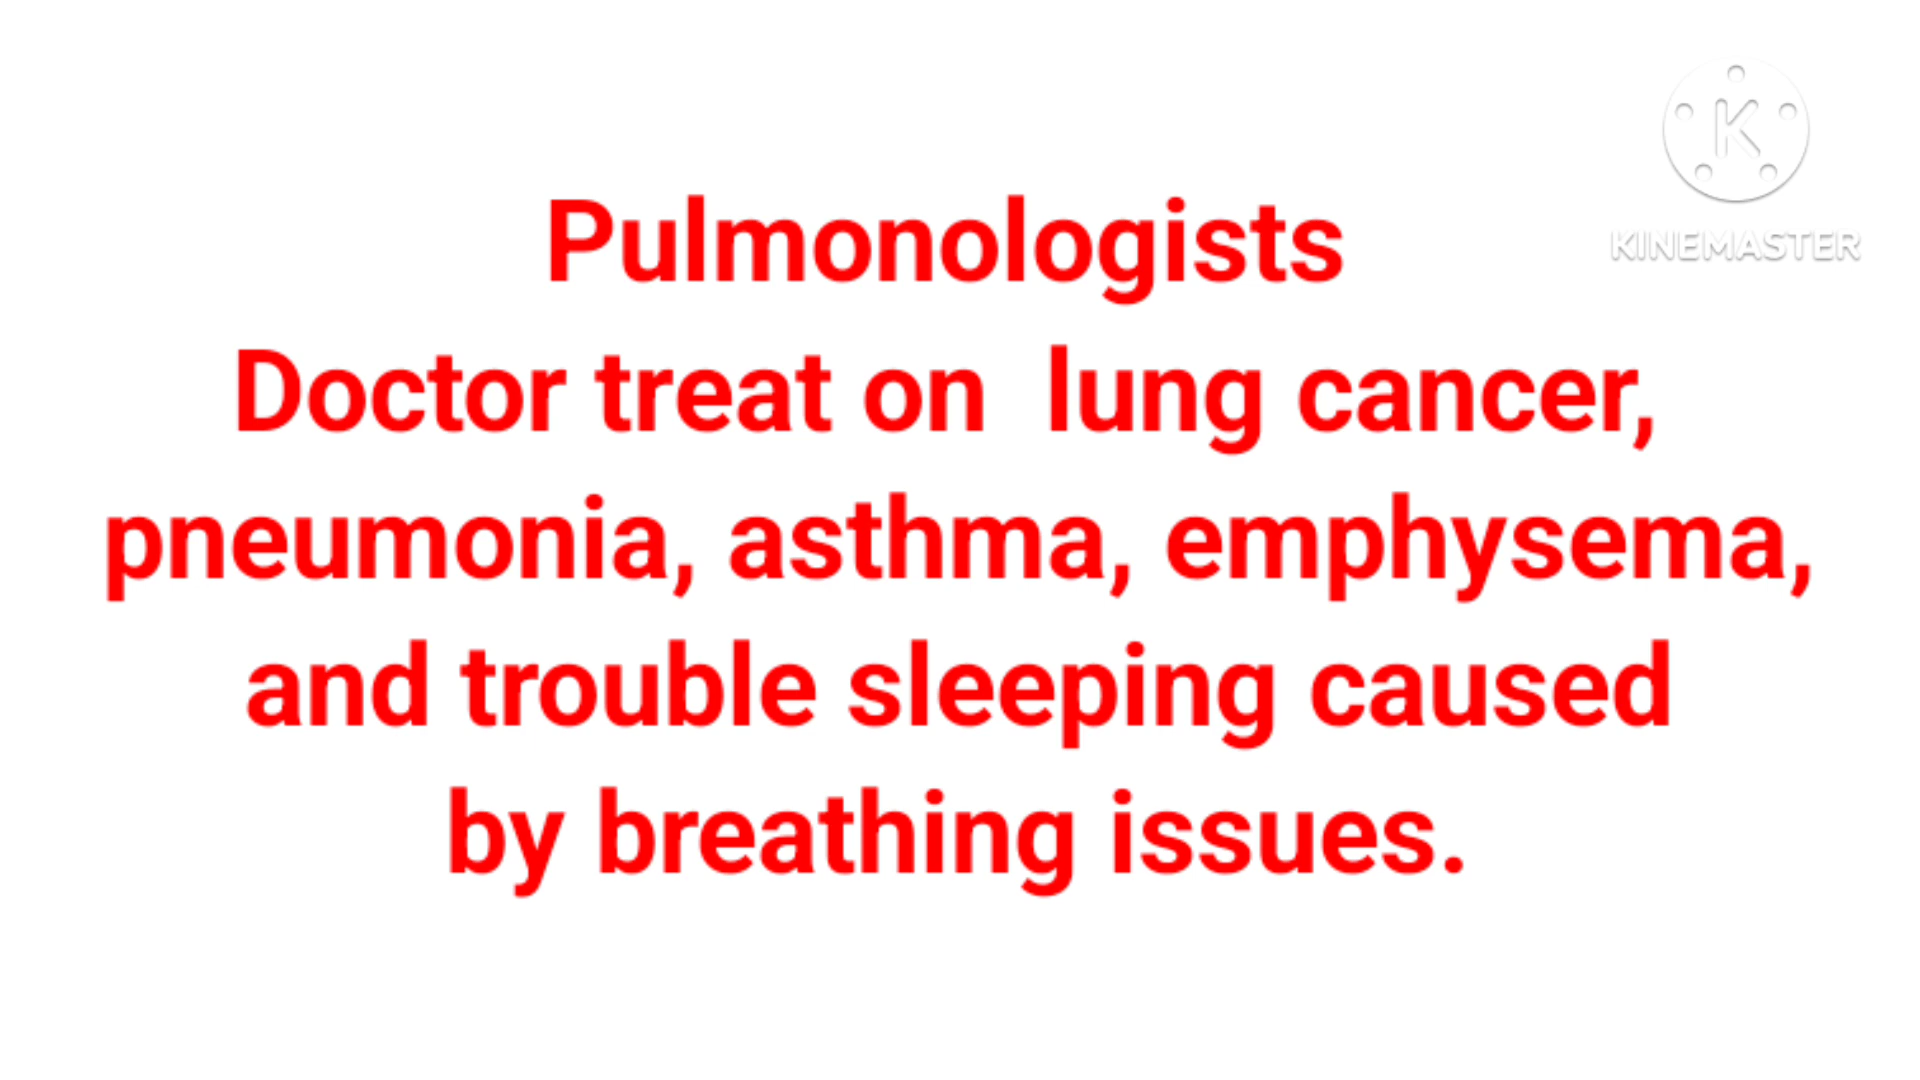 Pulmonologists
Doctor treat on  lung cancer,
pneumonia, asthma, emphysema,
and trouble sleeping caused
by breathing issues.
K
KINEMASTER